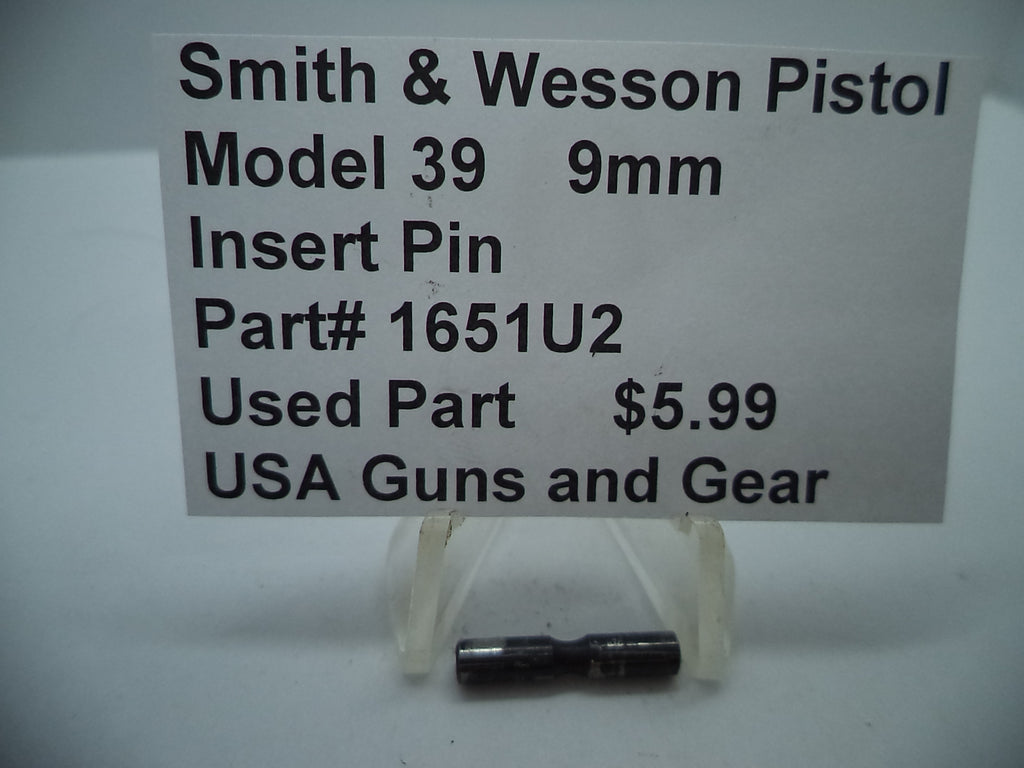 Smith & Wesson Pistol
Model 39 9mm
Insert Pin
Part# 1651U2
Used Part $5.99
USA Guns and Gear